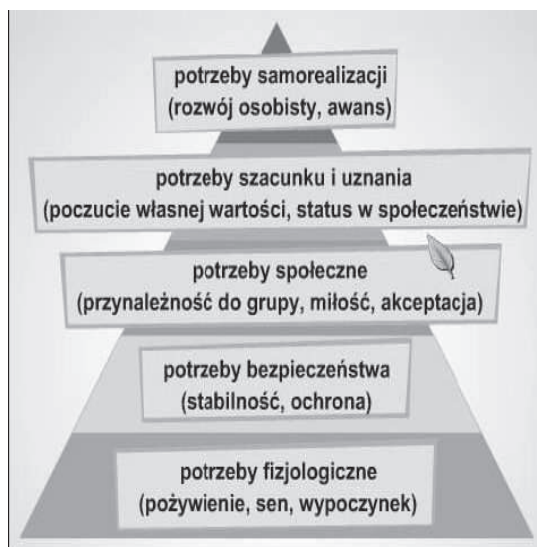 potrzeby samorealizacji
(rozwój osobisty, awans)
potrzeby szacunku i uznania
(poczucie własnej wartości, status w społeczeństwie)
potrzeby społeczne
(przynależność do grupy, miłość, akceptacja)
potrzeby bezpieczeństwa
(stabilność, ochrona)
potrzeby fizjologiczne
(pożywienie, sen, wypoczynek)